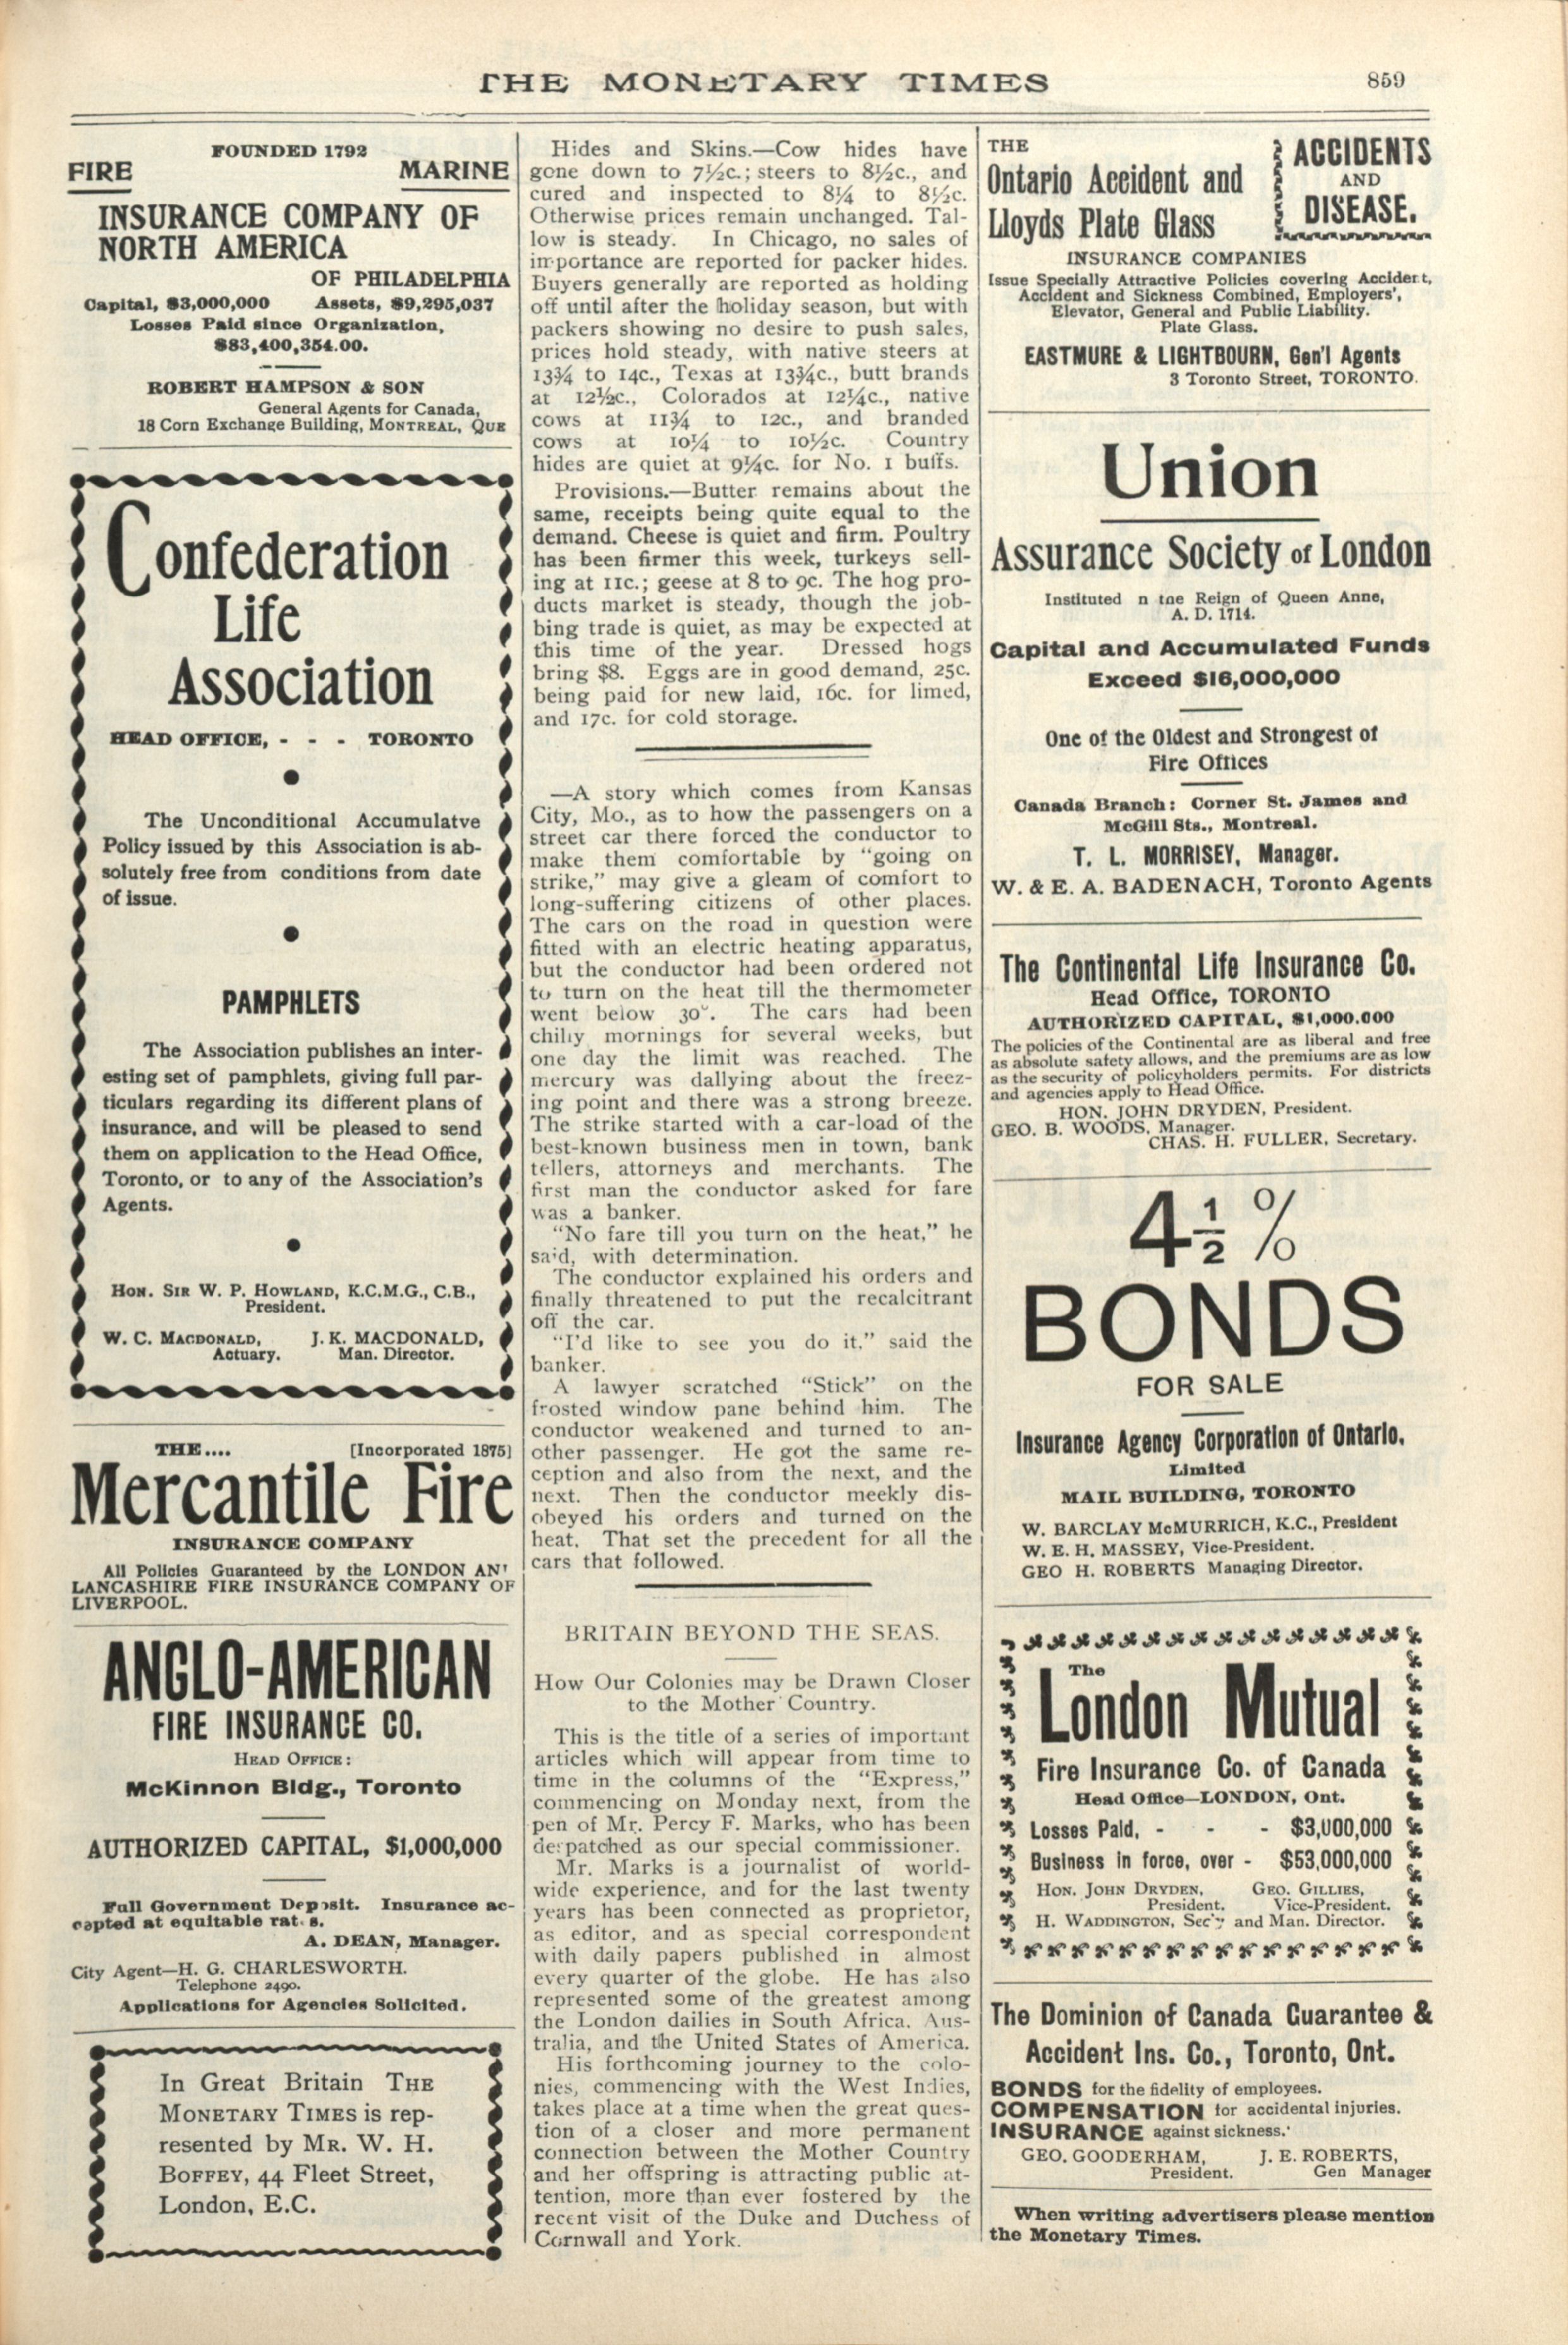 THE MONETARY TIMES
859
FOUNDED 1792
FIRE MARINE
INSURANCE COMPANY OF
NORTH AMERICA
OF PHILADELPHIA
Capital, $3,000,000 Assets, $9,295,037
Losses Paid since Organization,
$83,400,354.00.
ROBERT HAMPSON & SON
General Agents for Canada,
18 Corn Exchange Building, MONTREAL, QUE
Confederation
Life
Association
HEAD OFFICE, - - - TORONTO
The Unconditional Accumulatve
Policy issued by this Association is ab-
solutely free from conditions from date
of issue.
PAMPHLETS
The Association publishes an inter-
esting set of pamphlets, giving full par-
ticulars regarding its different plans of
insurance, and will be pleased to send
them on application to the Head Office,
Toronto, or to any of the Association's
Agents.
HON. SIR W. P. HOWLAND, K.C.M.G., C.B.,
President.
W. C. MACDONALD, J. K. MACDONALD,
Actuary. Man. Director.
THE.... [Incorporated 1875]
Mercantile Fire
INSURANCE COMPANY
All Policies Guaranteed by the LONDON AN'
LANCASHIRE FIRE INSURANCE COMPANY OF
LIVERPOOL.
ANGLO-AMERICAN
FIRE INSURANCE CO.
HEAD OFFICE:
McKinnon Bldg., Toronto
AUTHORIZED CAPITAL, $1,000,000
Full Government Deposit. Insurance ac-
cepted at equitable rates.
A. DEAN, Manager.
City Agent—H. G. CHARLESWORTH.
Telephone 2490.
Applications for Agencies Solicited.
In Great Britain THE
MONETARY TIMES is rep-
resented by MR. W. H.
BOFFEY, 44 Fleet Street,
London, E.C.
Hides and Skins.—Cow hides have
gone down to 7½c.; steers to 8½c., and
cured and inspected to 8¼ to 8½c.
Otherwise prices remain unchanged. Tal-
low is steady. In Chicago, no sales of
importance are reported for packer hides.
Buyers generally are reported as holding
off until after the holiday season, but with
packers showing no desire to push sales,
prices hold steady, with native steers at
13¾ to 14c., Texas at 13¾c., butt brands
at 12½c., Colorados at 12¼c., native
cows at 11¾ to 12c., and branded
cows at 10¼ to 10½c. Country
hides are quiet at 9¼c. for No. 1 buffs.
Provisions.—Butter remains about the
same, receipts being quite equal to the
demand. Cheese is quiet and firm. Poultry
has been firmer this week, turkeys sell-
ing at 11c.; geese at 8 to 9c. The hog pro-
ducts market is steady, though the job-
bing trade is quiet, as may be expected at
this time of the year. Dressed hogs
bring $8. Eggs are in good demand, 25c.
being paid for new laid, 16c. for limed,
and 17c. for cold storage.
—A story which comes from Kansas
City, Mo., as to how the passengers on a
street car there forced the conductor to
make them comfortable by "going on
strike," may give a gleam of comfort to
long-suffering citizens of other places.
The cars on the road in question were
fitted with an electric heating apparatus,
but the conductor had been ordered not
to turn on the heat till the thermometer
went below 30°. The cars had been
chilly mornings for several weeks, but
one day the limit was reached. The
mercury was dallying about the freez-
ing point and there was a strong breeze.
The strike started with a car-load of the
best-known business men in town, bank
tellers, attorneys and merchants. The
first man the conductor asked for fare
was a banker.
"No fare till you turn on the heat," he
said, with determination.
The conductor explained his orders and
finally threatened to put the recalcitrant
off the car.
"I'd like to see you do it." said the
banker.
A lawyer scratched "Stick" on the
frosted window pane behind him. The
conductor weakened and turned to an-
other passenger. He got the same re-
ception and also from the next, and the
next. Then the conductor meekly dis-
obeyed his orders and turned on the
heat. That set the precedent for all the
cars that followed.
BRITAIN BEYOND THE SEAS.
How Our Colonies may be Drawn Closer
to the Mother Country.
This is the title of a series of important
articles which will appear from time to
time in the columns of the "Express,"
commencing on Monday next, from the
pen of Mr. Percy F. Marks, who has been
despatched as our special commissioner.
Mr. Marks is a journalist of world-
wide experience, and for the last twenty
years has been connected as proprietor,
as editor, and as special correspondent
with daily papers published in almost
every quarter of the globe. He has also
represented some of the greatest among
the London dailies in South Africa. Aus-
tralia, and the United States of America.
His forthcoming journey to the colo-
nies, commencing with the West Indies,
takes place at a time when the great ques-
tion of a closer and more permanent
connection between the Mother Country
and her offspring is attracting public at-
tention, more than ever fostered by the
recent visit of the Duke and Duchess of
Cornwall and York.
THE
Ontario Accident and
Lloyds Plate Glass
ACCIDENTS
AND
DISEASE.
INSURANCE COMPANIES
Issue Specially Attractive Policies covering Accident,
Accident and Sickness Combined, Employers',
Elevator, General and Public Liability.
Plate Glass.
EASTMURE & LIGHTBOURN, Gen'l Agents
3 Toronto Street, TORONTO.
Union
Assurance Society of London
Instituted n the Reign of Queen Anne,
A. D. 1714.
Capital and Accumulated Funds
Exceed $16,000,000
One of the Oldest and Strongest of
Fire Offices
Canada Branch: Corner St. James and
McGill Sts., Montreal.
T. L. MORRISEY, Manager.
W. & E. A. BADENACH, Toronto Agents
The Continental Life Insurance Co.
Head Office, TORONTO
AUTHORIZED CAPITAL, $1,000.000
The policies of the Continental are as liberal and free
as absolute safety allows, and the premiums are as low
as the security of policyholders permits. For districts
and agencies apply to Head Office.
HON. JOHN DRYDEN, President.
GEO. B. WOODS, Manager.
CHAS. H. FULLER, Secretary.
4½ %
BONDS
FOR SALE
Insurance Agency Corporation of Ontario,
Limited
MAIL BUILDING, TORONTO
W. BARCLAY McMURRICH, K.C., President
W. E. H. MASSEY, Vice-President.
GEO H. ROBERTS Managing Director.
The
London Mutual
Fire Insurance Co. of Canada
Head Office—LONDON, Ont.
Losses Paid, - - - $3,000,000
Business in force, over - $53,000,000
HON. JOHN DRYDEN, GEO. GILLIES,
President. Vice-President.
H. WADDINGTON, Sec'y and Man. Director.
The Dominion of Canada Guarantee &
Accident Ins. Co., Toronto, Ont.
BONDS for the fidelity of employees.
COMPENSATION for accidental injuries.
INSURANCE against sickness.
GEO. GOODERHAM, J. E. ROBERTS,
President. Gen Manager
When writing advertisers please mention
the Monetary Times.